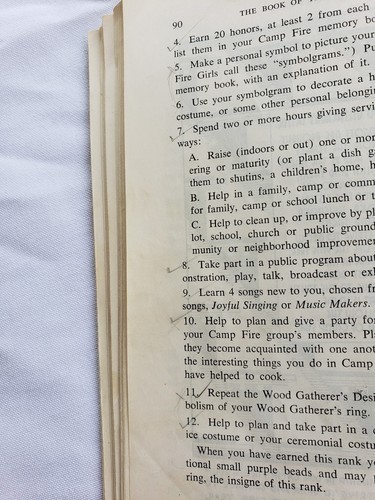 90 THE BOOK OF
4. Earn 20 honors, at least 2 from each
list them in your Camp Fire memory bo
5. Make a personal symbol to picture your
Fire Girls call these “symbolgrams.”) Pu
memory book, with an explanation of it.
6. Use your symbolgram to decorate a h
costume, or some other personal belongin
7. Spend two or more hours giving servi
ways:
A. Raise (indoors or out) one or mor
ering or maturity (or plant a dish ga
them to shutins, a children's home, h
B. Help in a family, camp or comm
for family, camp or school lunch or t
C. Help to clean up, or improve by pl
lot, school, church or public ground
munity or neighborhood improvemen
8. Take part in a public program about
onstration, play, talk, broadcast or exh
9. Learn 4 songs new to you, chosen fr
songs, Joyful Singing or Music Makers.
10. Help to plan and give a party for
your Camp Fire group's members. Pl
they become acquainted with one anot
the interesting things you do in Camp
have helped to cook.
11. Repeat the Wood Gatherer's Desi
bolism of your Wood Gatherer's ring.
12. Help to plan and take part in a c
ice costume or your ceremonial costu
When you have earned this rank yo
tional small purple beads and may
ring, the insigne of this rank.